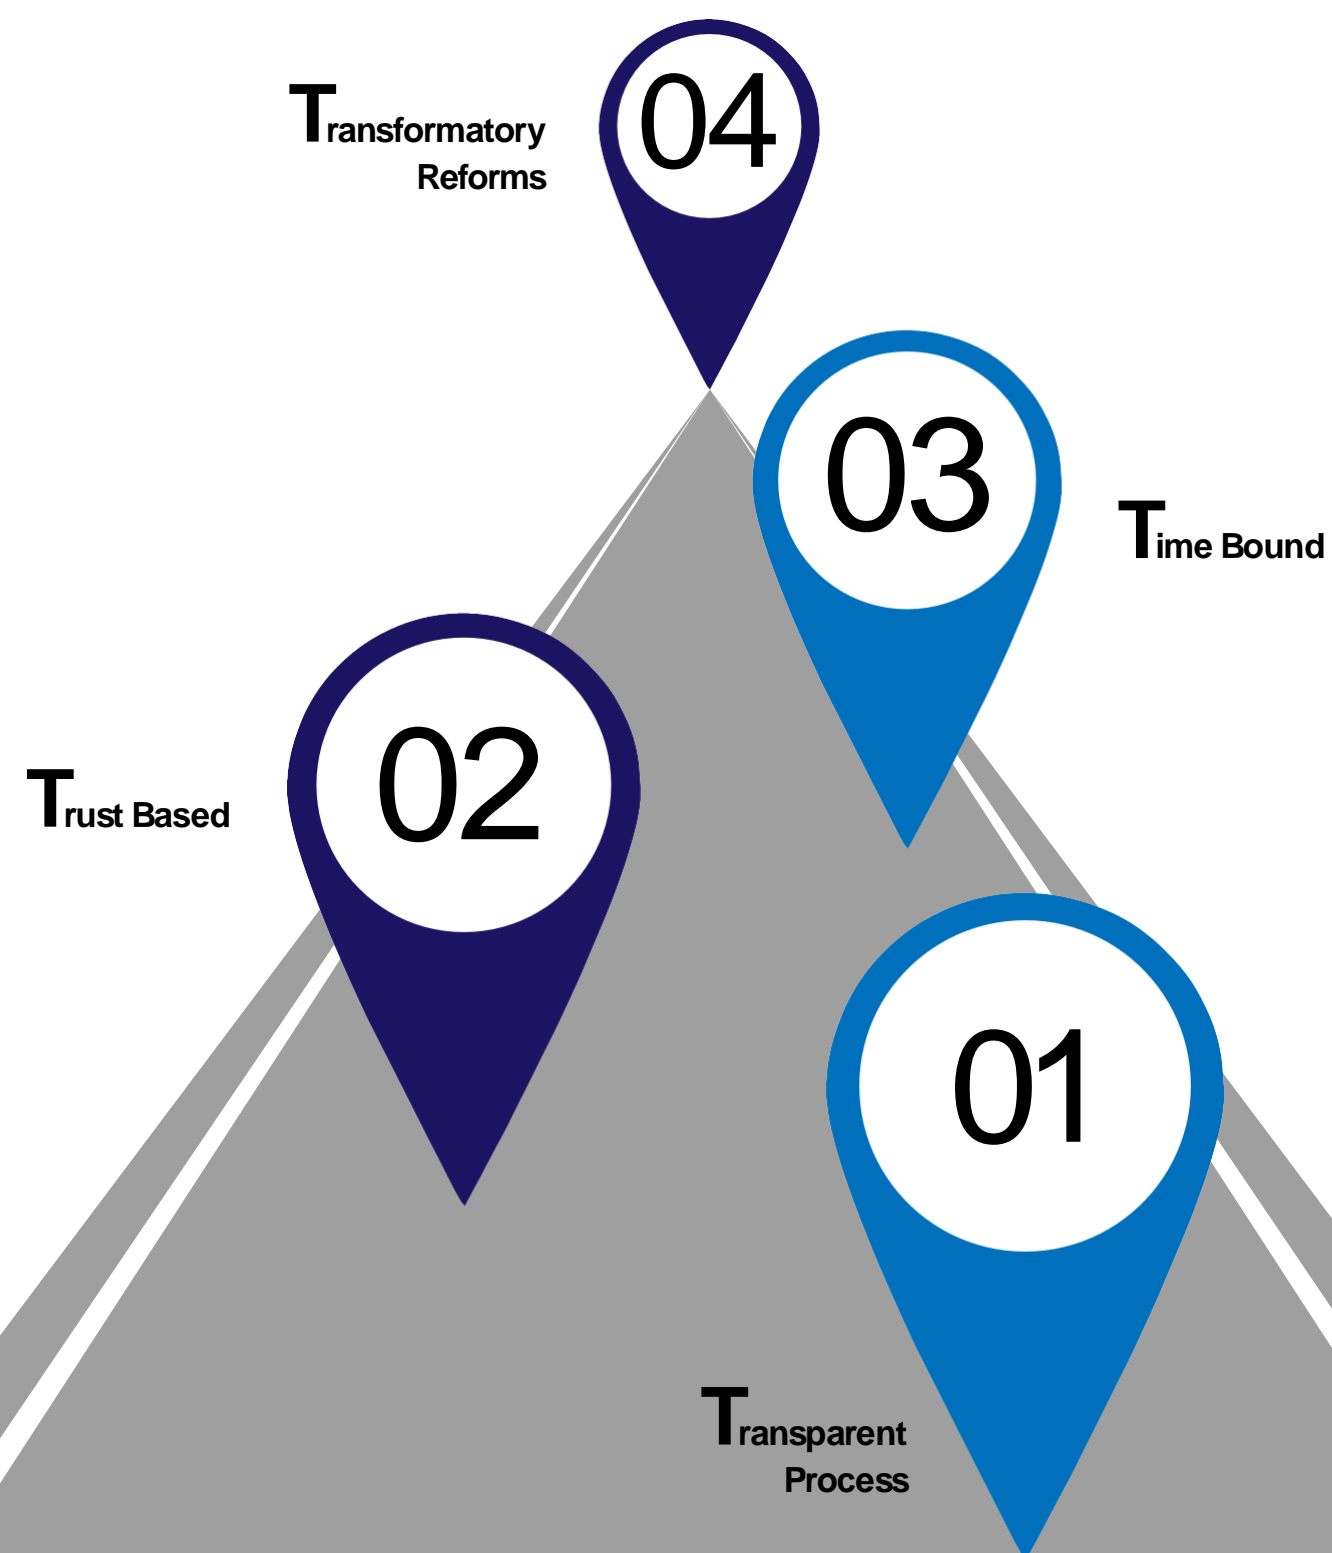 04
Transformatory
Reforms
03
Time Bound
02
Trust Based
01
Transparent
Process